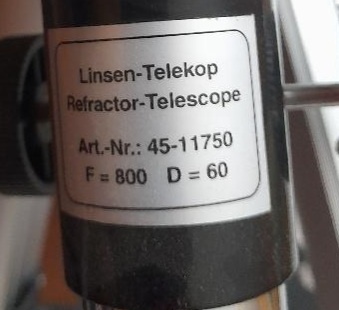 Linsen-Telekop
Refractor-Telescope
Art.-Nr.: 45-11750
F = 800 D = 60